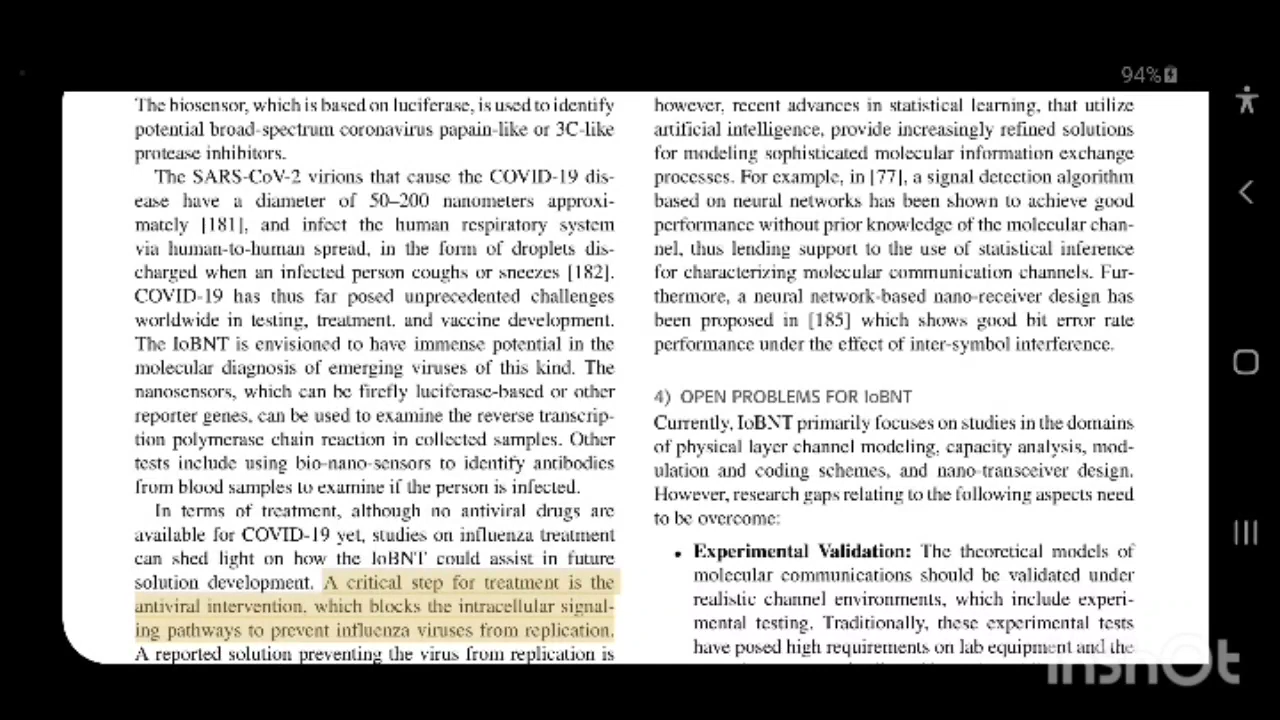 94%
The biosensor, which is based on luciferase, is used to identify
potential broad-spectrum coronavirus papain-like or 3C-like
protease inhibitors.
The SARS-CoV-2 virions that cause the COVID-19 dis-
ease have a diameter of 50–200 nanometers approxi-
mately [181], and infect the human respiratory system
via human-to-human spread, in the form of droplets dis-
charged when an infected person coughs or sneezes [182].
COVID-19 has thus far posed unprecedented challenges
worldwide in testing, treatment, and vaccine development.
The IoBNT is envisioned to have immense potential in the
molecular diagnosis of emerging viruses of this kind. The
nanosensors, which can be firefly luciferase-based or other
reporter genes, can be used to examine the reverse transcrip-
tion polymerase chain reaction in collected samples. Other
tests include using bio-nano-sensors to identify antibodies
from blood samples to examine if the person is infected.
In terms of treatment, although no antiviral drugs are
available for COVID-19 yet, studies on influenza treatment
can shed light on how the IoBNT could assist in future
solution development. A critical step for treatment is the
antiviral intervention, which blocks the intracellular signal-
ing pathways to prevent influenza viruses from replication.
A reported solution preventing the virus from replication is
however, recent advances in statistical learning, that utilize
artificial intelligence, provide increasingly refined solutions
for modeling sophisticated molecular information exchange
processes. For example, in [77], a signal detection algorithm
based on neural networks has been shown to achieve good
performance without prior knowledge of the molecular chan-
nel, thus lending support to the use of statistical inference
for characterizing molecular communication channels. Fur-
thermore, a neural network-based nano-receiver design has
been proposed in [185] which shows good bit error rate
performance under the effect of inter-symbol interference.
4) OPEN PROBLEMS FOR IoBNT
Currently, IoBNT primarily focuses on studies in the domains
of physical layer channel modeling, capacity analysis, mod-
ulation and coding schemes, and nano-transceiver design.
However, research gaps relating to the following aspects need
to be overcome:
• Experimental Validation: The theoretical models of
molecular communications should be validated under
realistic channel environments, which include experi-
mental testing. Traditionally, these experimental tests
have posed high requirements on lab equipment and the
InShOt